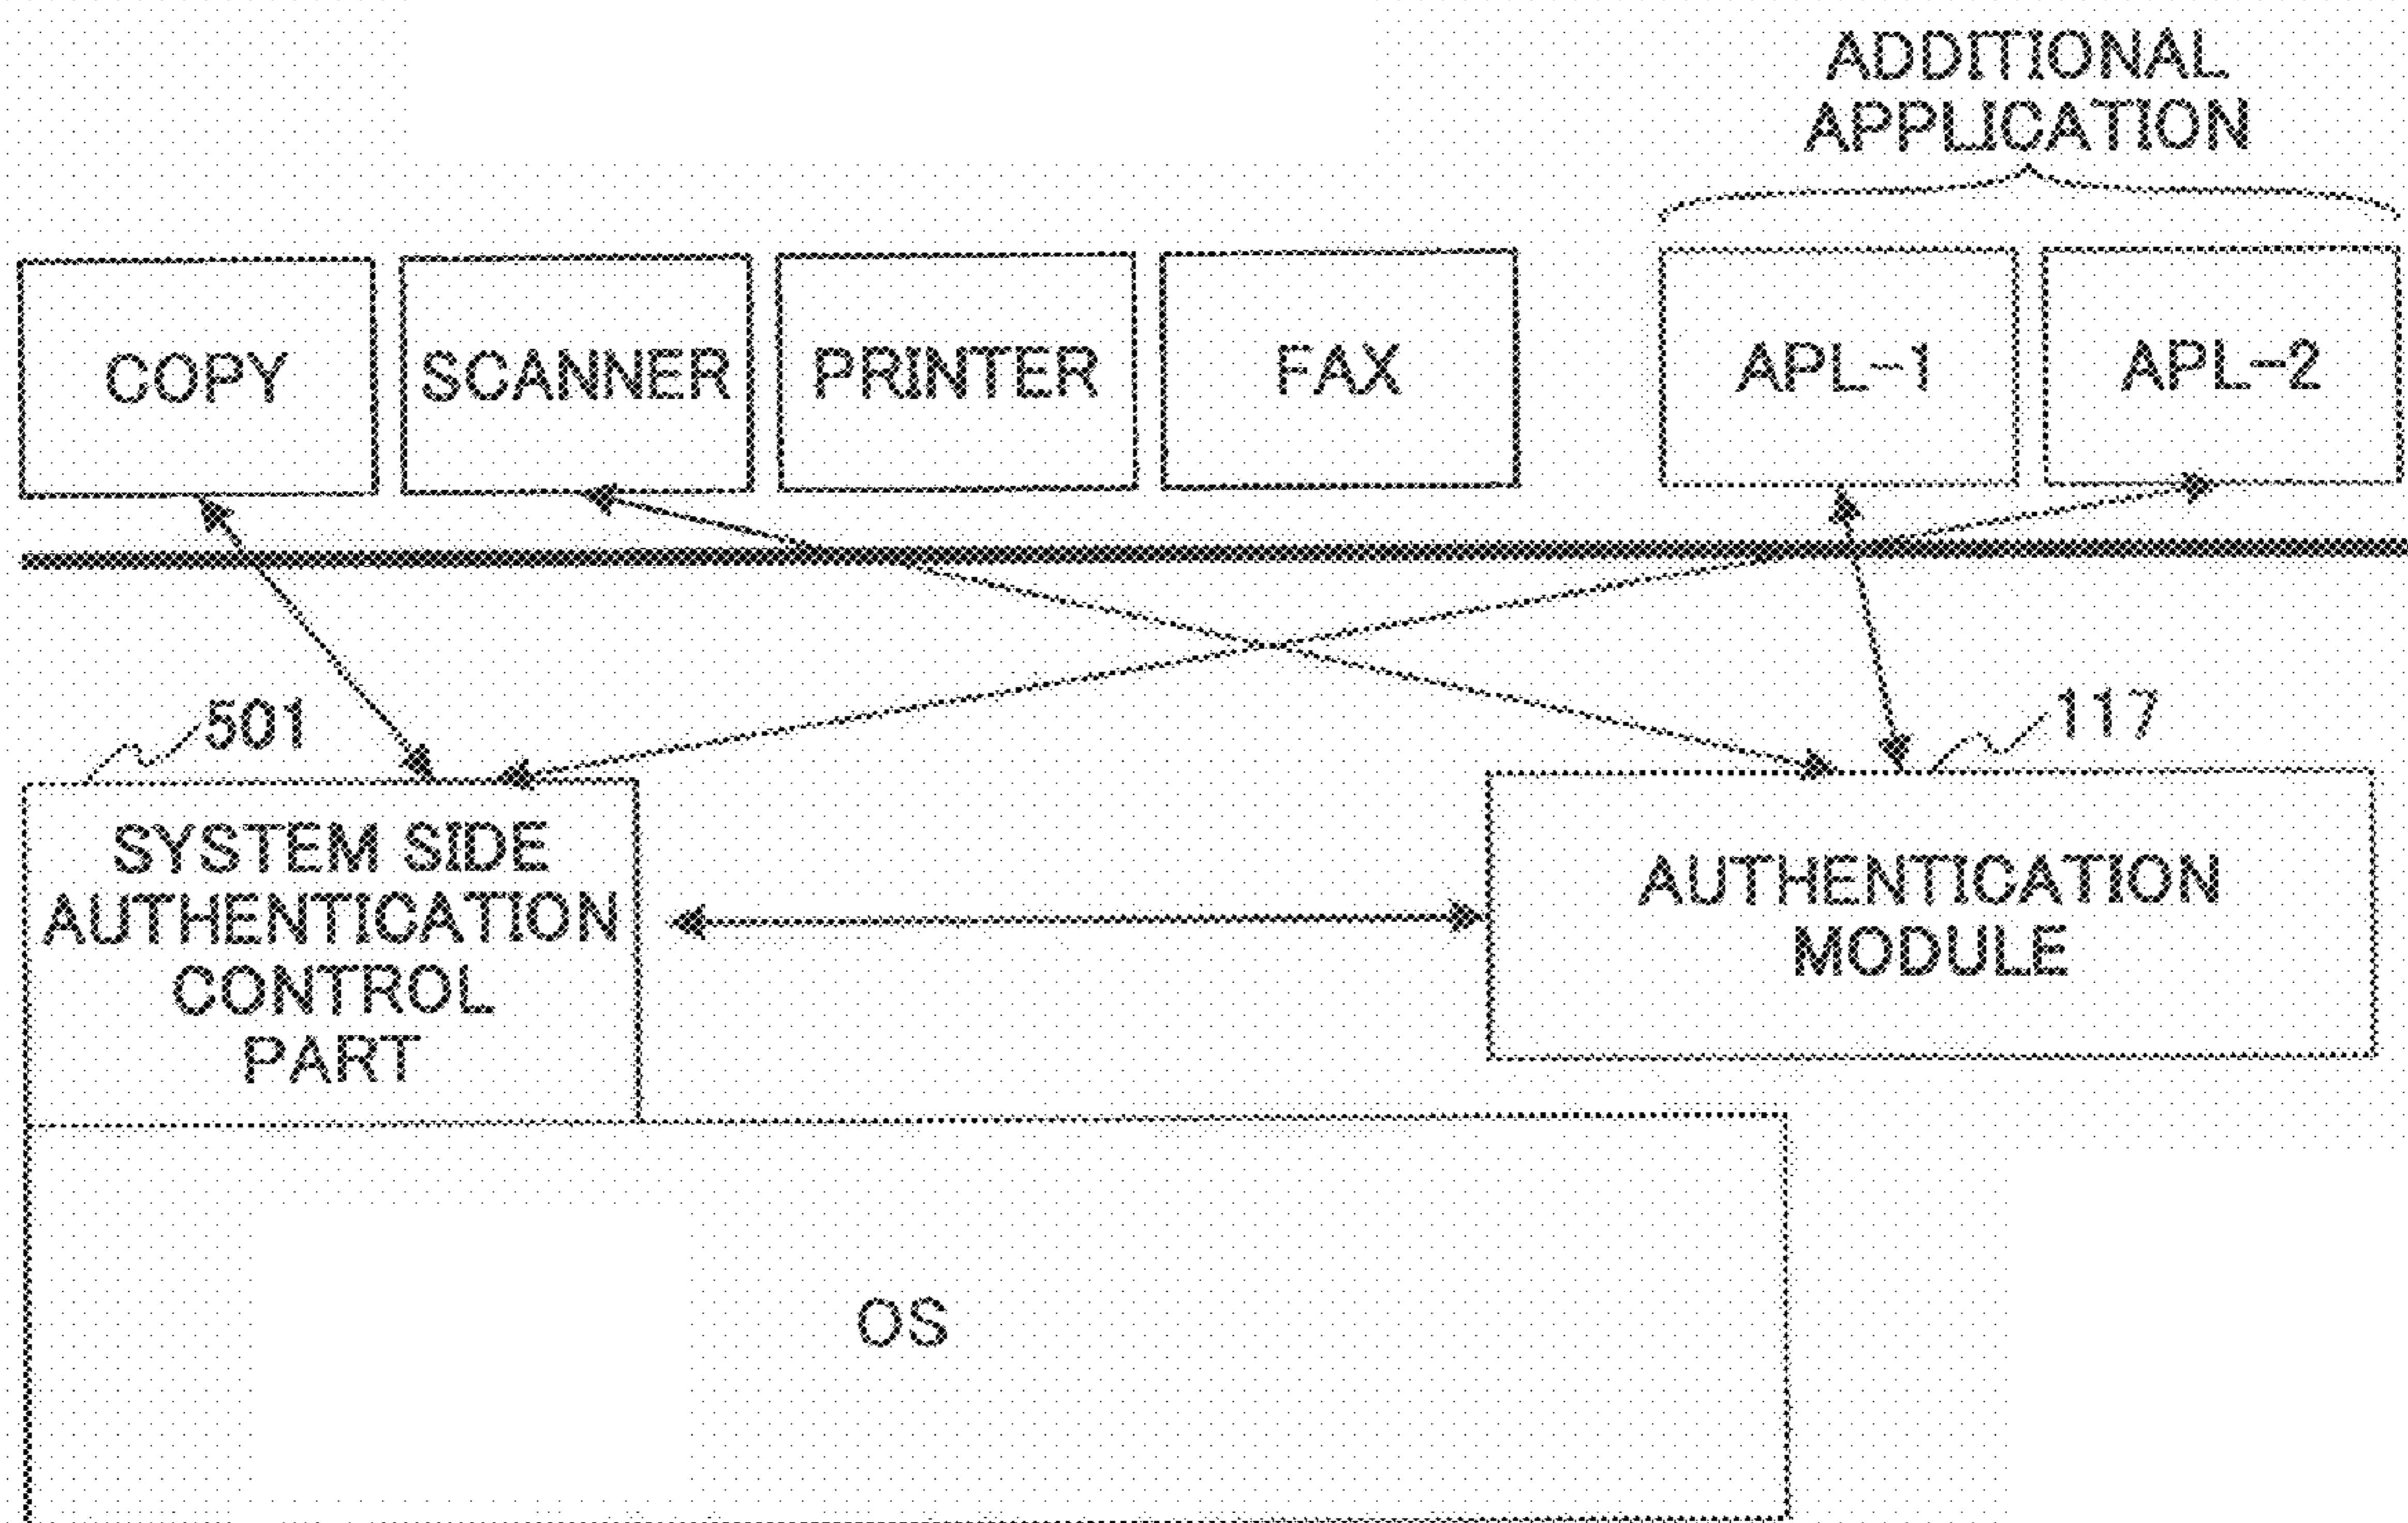 ADDITIONAL
APPLICATION
COPY
SCANNER
PRINTER
FAX
APL-1
APL-2
501
117
SYSTEM SIDE
AUTHENTICATION
CONTROL
PART
AUTHENTICATION
MODULE
OS